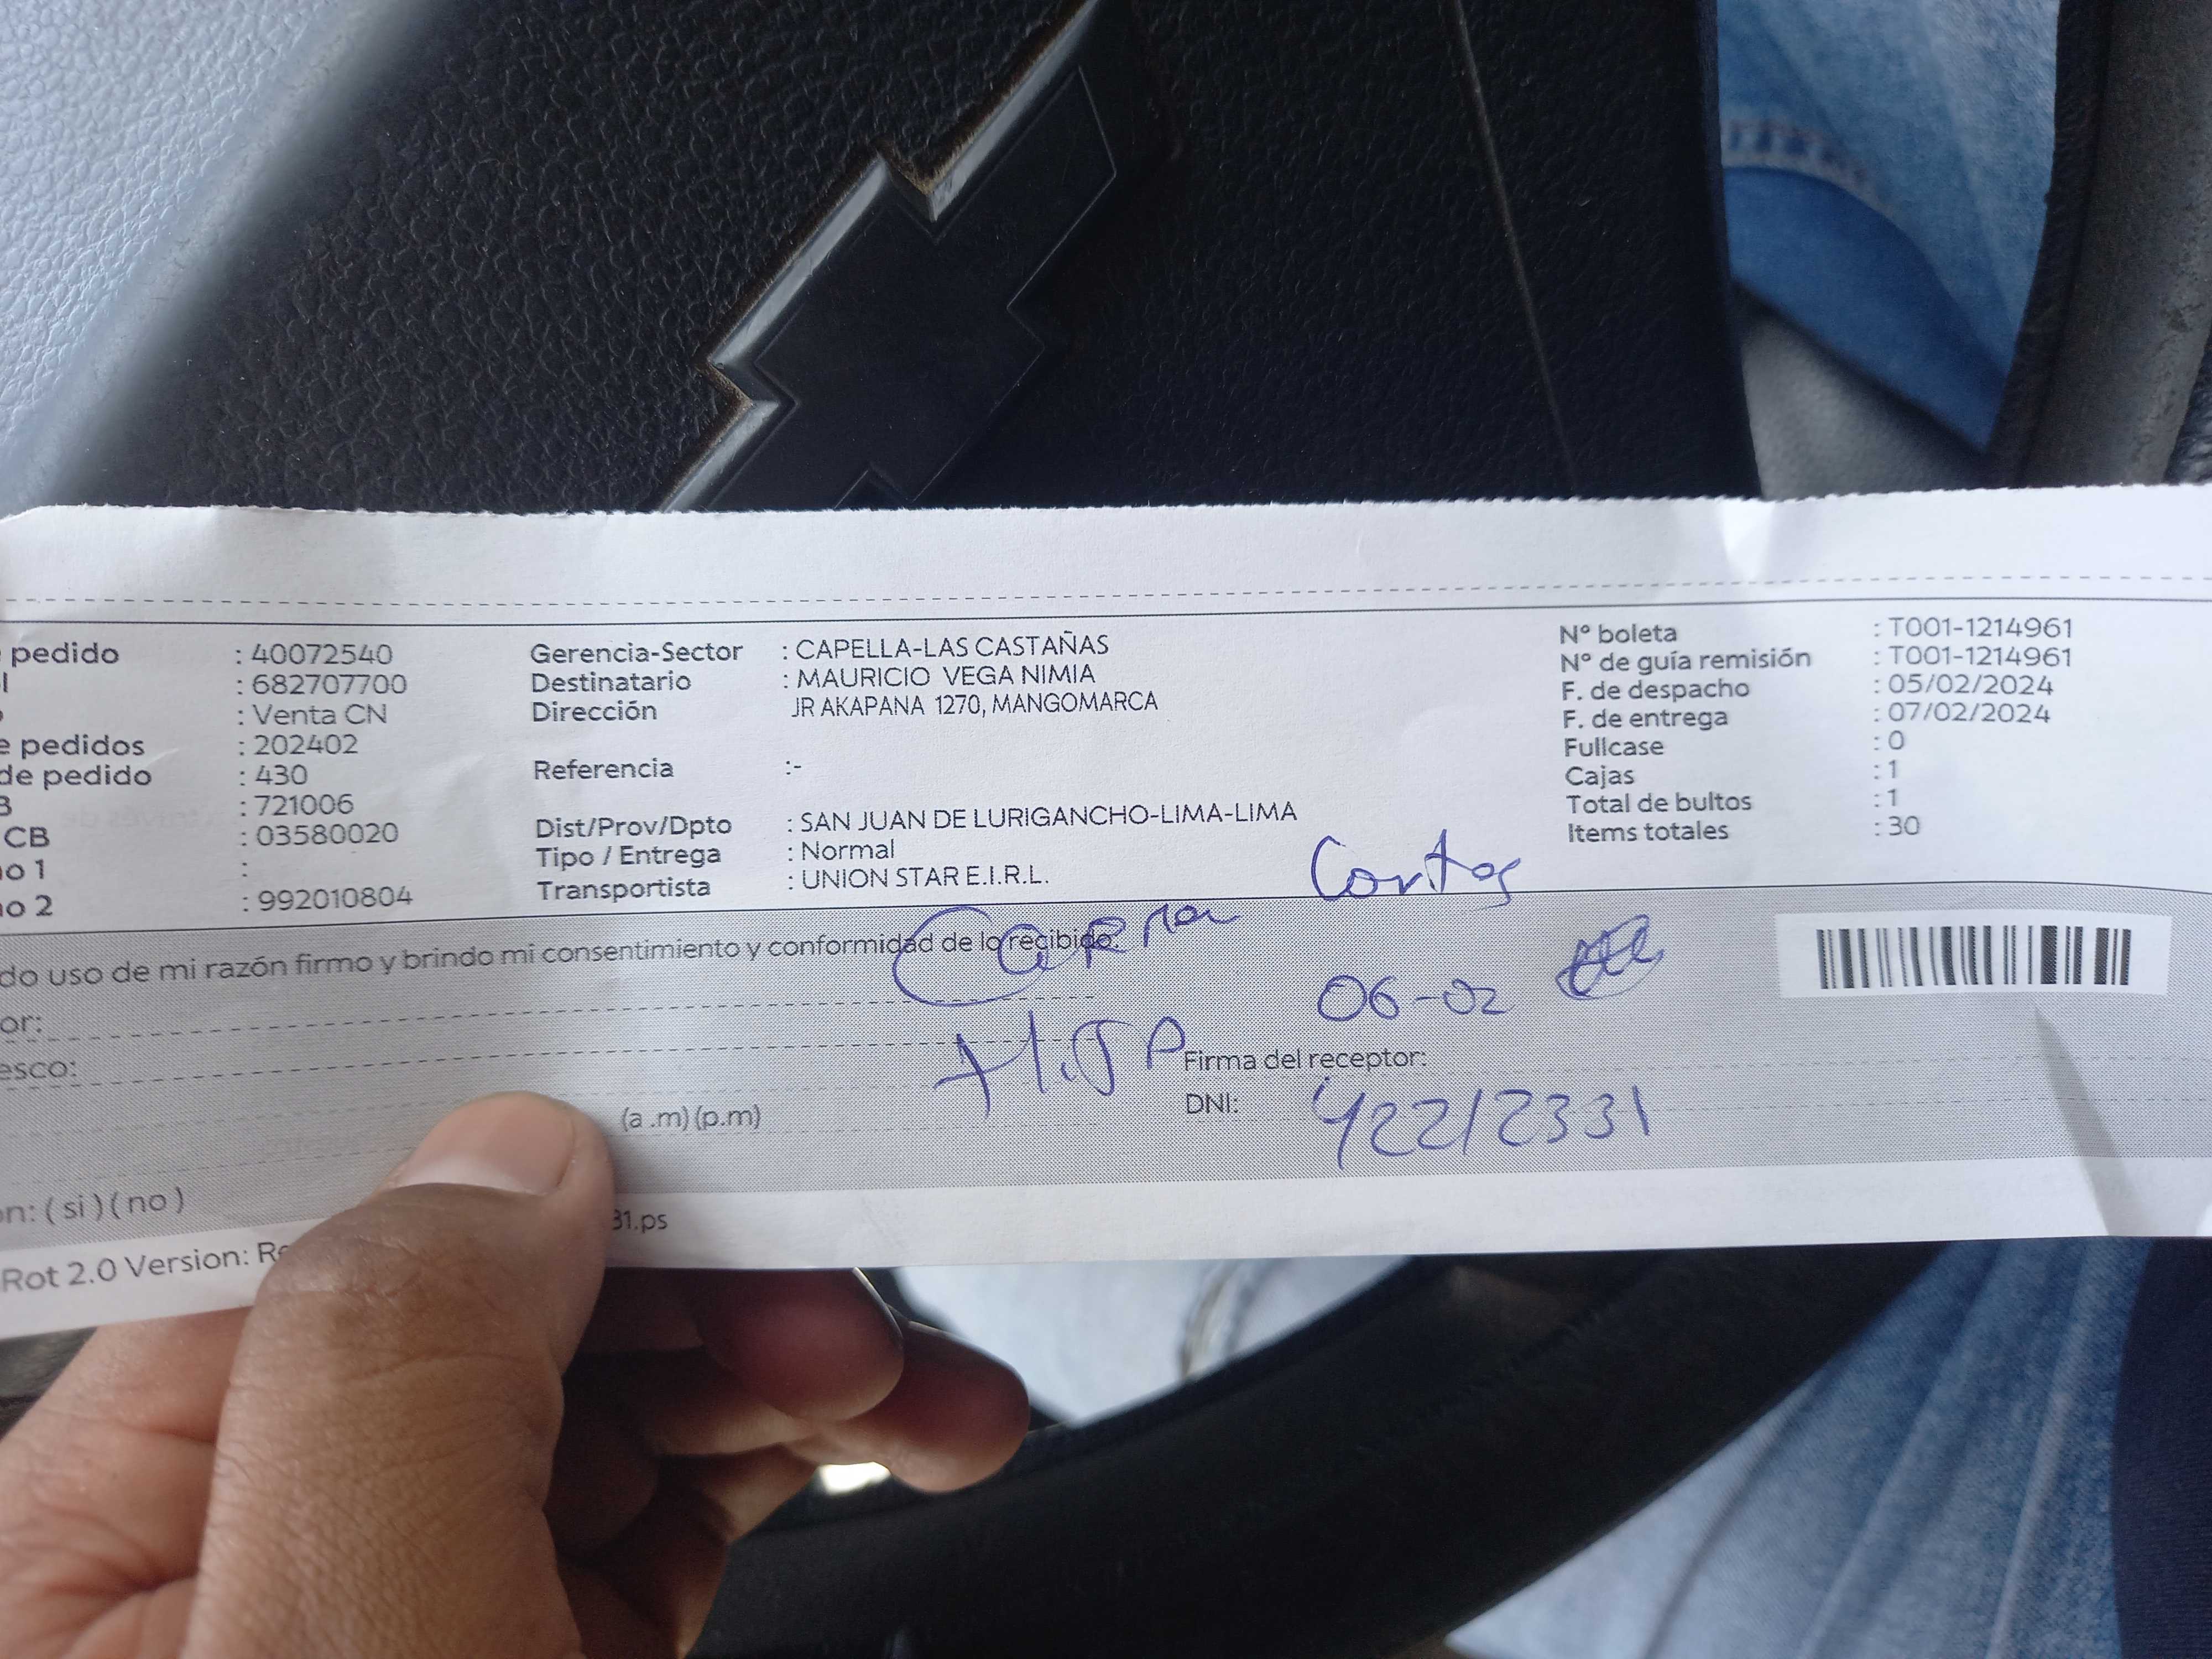 pedido : 40072540
l : 682707700
: Venta CN
e pedidos : 202402
de pedido : 430
B : 721006
CB : 03580020
no 1 :
no 2 : 992010804
Gerencia-Sector : CAPELLA-LAS CASTAÑAS
Destinatario : MAURICIO VEGA NIMIA
Dirección JR AKAPANA 1270, MANGOMARCA
Referencia :-
Dist/Prov/Dpto : SAN JUAN DE LURIGANCHO-LIMA-LIMA
Tipo / Entrega : Normal
Transportista : UNION STAR E.I.R.L.
N° boleta : T001-1214961
N° de guía remisión : T001-1214961
F. de despacho : 05/02/2024
F. de entrega : 07/02/2024
Fullcase : 0
Cajas : 1
Total de bultos : 1
Items totales : 30
do uso de mi razón firmo y brindo mi consentimiento y conformidad de lo recibido.
or:
esco:
06-02
Firma del receptor:
DNI: 42212331
(a .m) (p.m)
on: ( si ) ( no )
31.ps
Rot 2.0 Version: Re